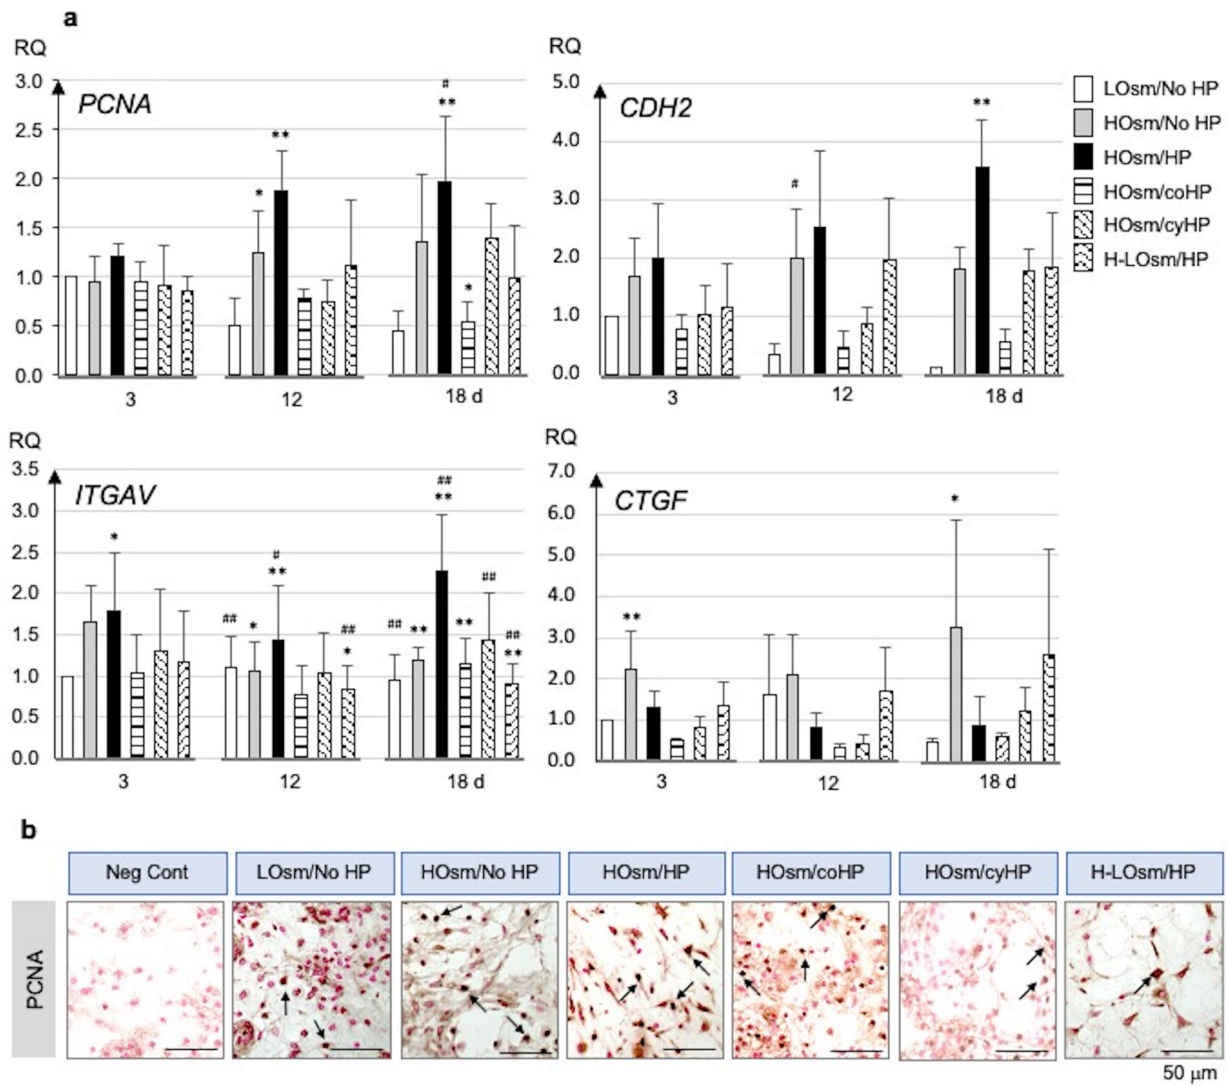 a
RQ
PCNA
3.0
2.5
2.0
1.5
1.0
0.5
0.0
*
**
#
**
*
3 12 18 d
RQ
CDH2
5.0
4.0
3.0
2.0
1.0
0.0
#
**
3 12 18 d
LOsm/No HP
HOsm/No HP
HOsm/HP
HOsm/coHP
HOsm/cyHP
H-LOsm/HP
RQ
ITGAV
3.5
3.0
2.5
2.0
1.5
1.0
0.5
0.0
*
##
*
#
**
##
*
##
**
##
**
**
##
##
**
3 12 18 d
RQ
CTGF
7.0
6.0
5.0
4.0
3.0
2.0
1.0
0.0
**
*
3 12 18 d
b
Neg Cont
LOsm/No HP
HOsm/No HP
HOsm/HP
HOsm/coHP
HOsm/cyHP
H-LOsm/HP
PCNA
50 μm